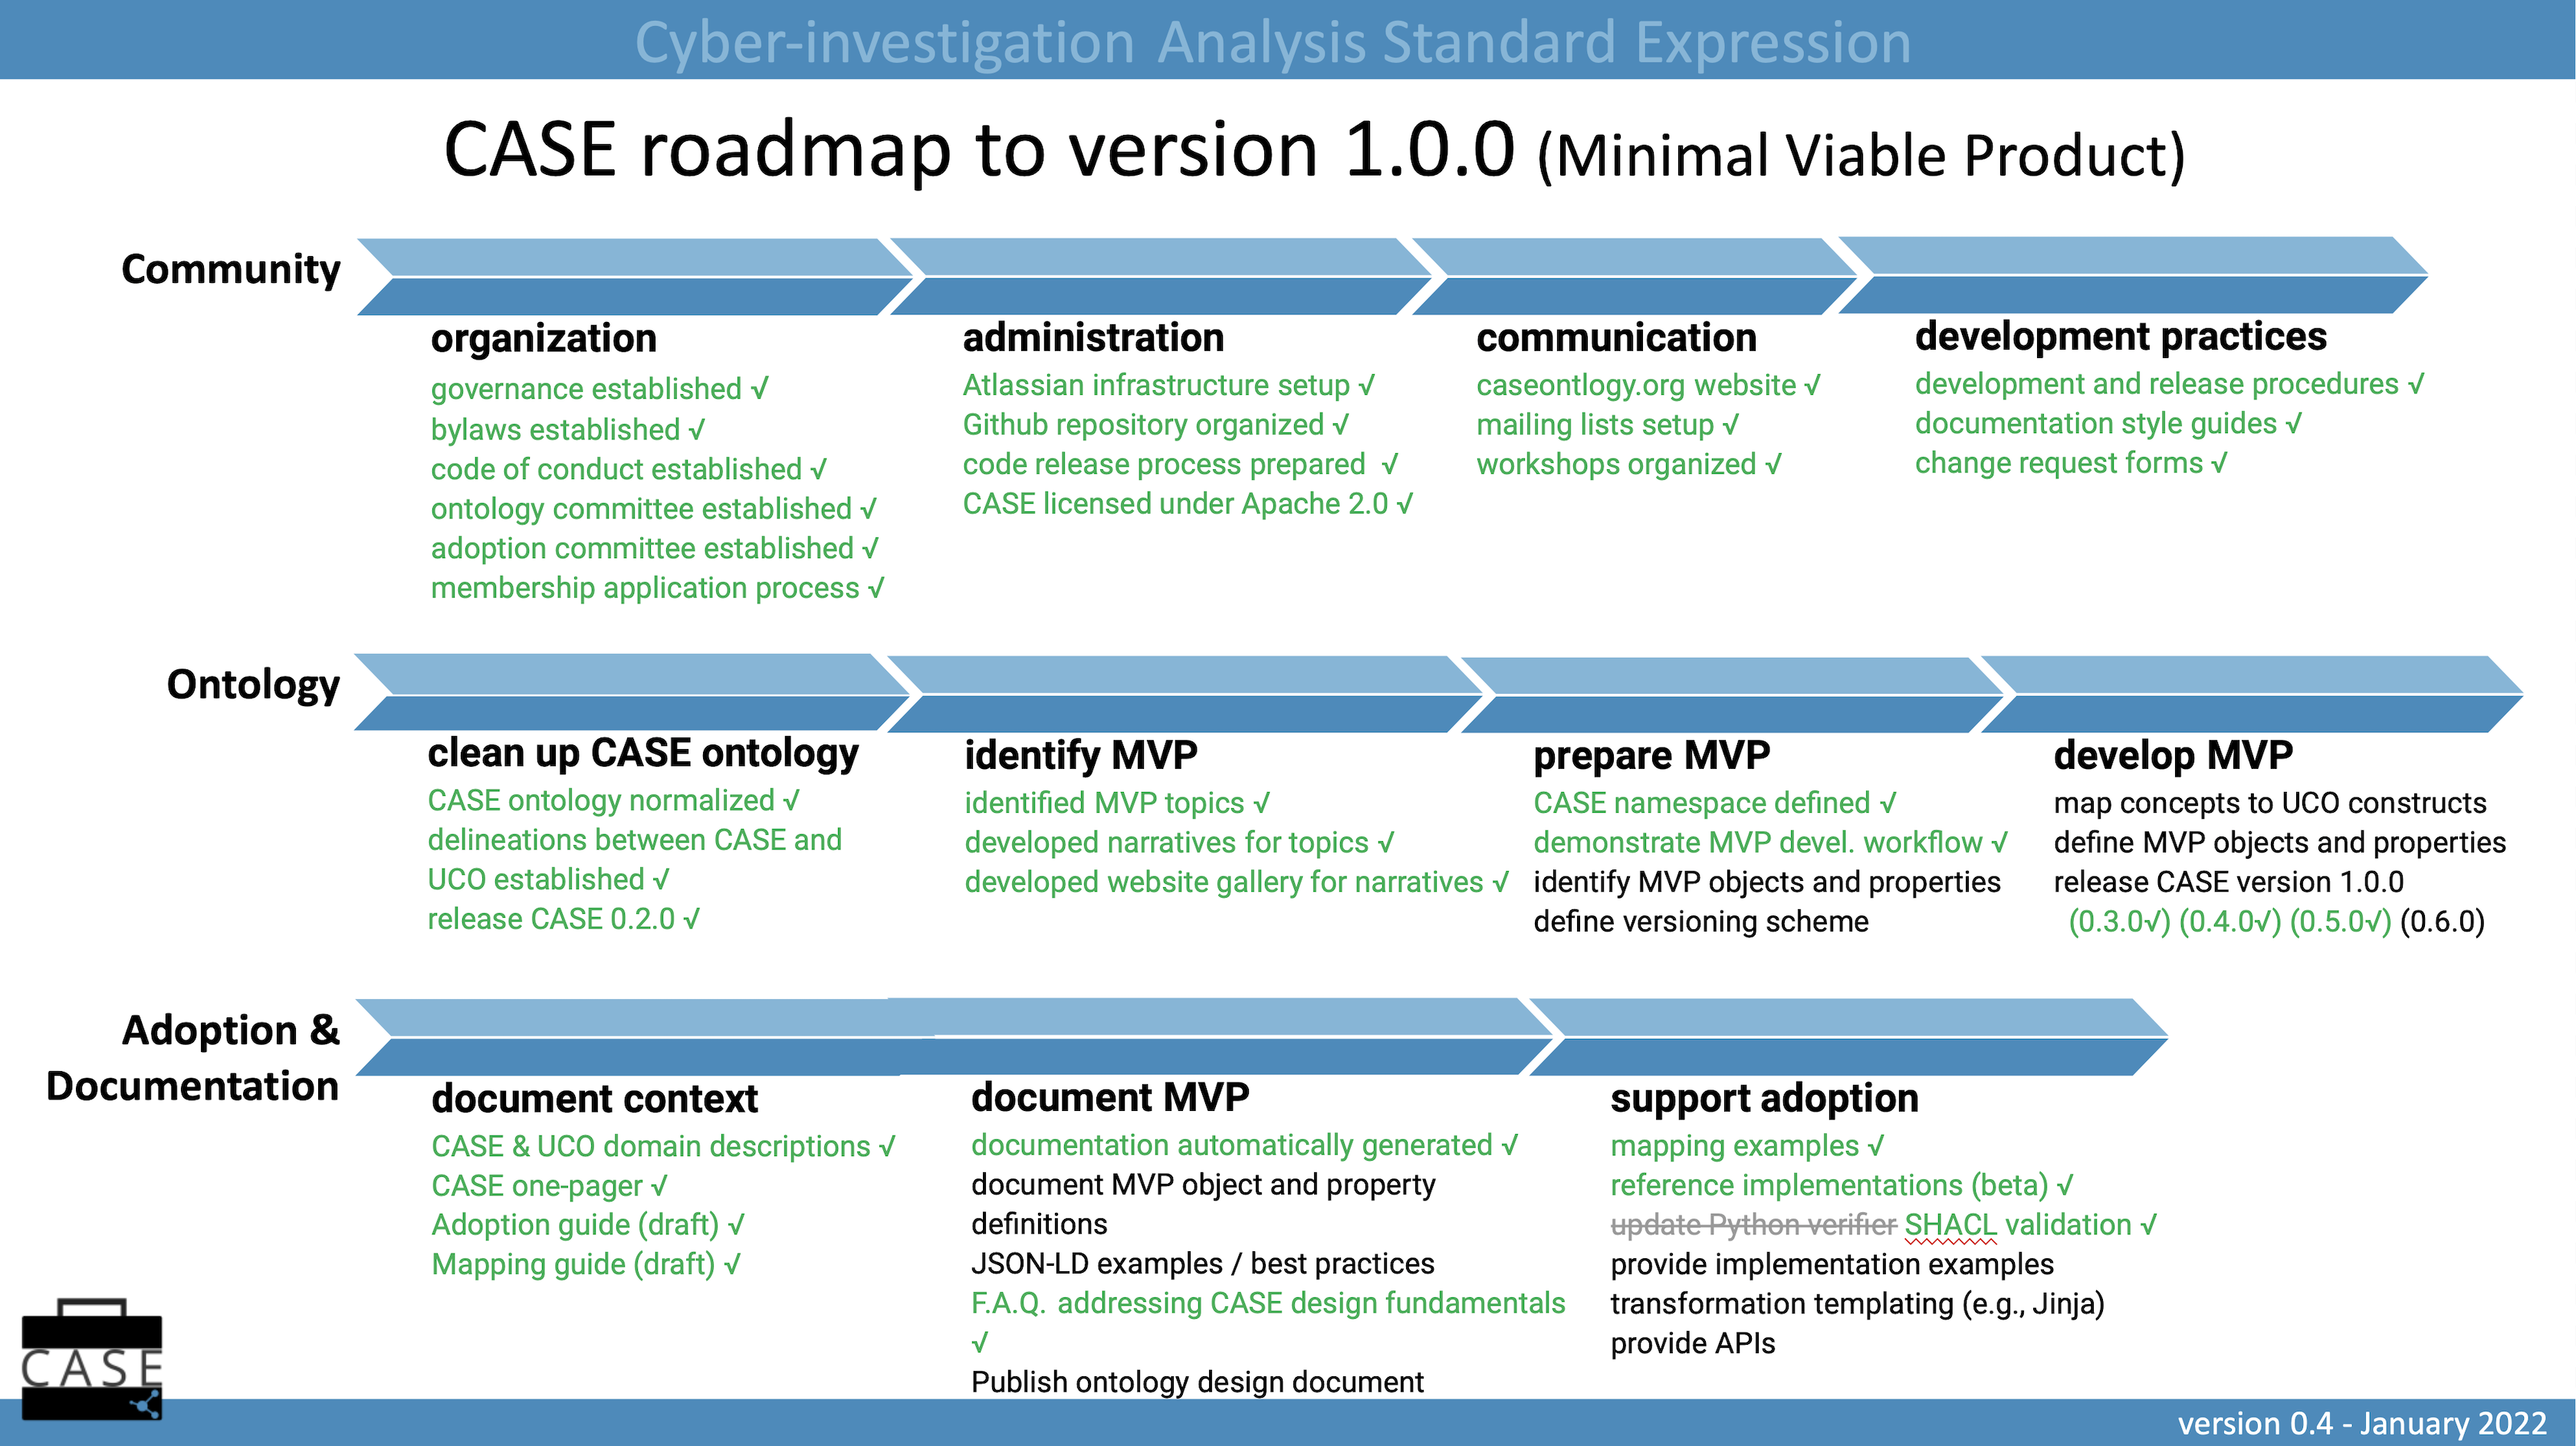 Cyber-investigation Analysis Standard Expression
CASE roadmap to version 1.0.0 (Minimal Viable Product)
Community
organization
governance established √
bylaws established √
code of conduct established √
ontology committee established √
adoption committee established √
membership application process √
administration
Atlassian infrastructure setup √
Github repository organized √
code release process prepared √
CASE licensed under Apache 2.0 √
communication
caseontlogy.org website √
mailing lists setup √
workshops organized √
development practices
development and release procedures √
documentation style guides √
change request forms √
Ontology
clean up CASE ontology
CASE ontology normalized √
delineations between CASE and
UCO established √
release CASE 0.2.0 √
identify MVP
identified MVP topics √
developed narratives for topics √
developed website gallery for narratives √
prepare MVP
CASE namespace defined √
demonstrate MVP devel. workflow √
identify MVP objects and properties
define versioning scheme
develop MVP
map concepts to UCO constructs
define MVP objects and properties
release CASE version 1.0.0
(0.3.0√) (0.4.0√) (0.5.0√) (0.6.0)
Adoption &
Documentation
document context
CASE & UCO domain descriptions √
CASE one-pager √
Adoption guide (draft) √
Mapping guide (draft) √
document MVP
documentation automatically generated √
document MVP object and property
definitions
JSON-LD examples / best practices
F.A.Q. addressing CASE design fundamentals
√
Publish ontology design document
support adoption
mapping examples √
reference implementations (beta) √
update Python verifier SHACL validation √
provide implementation examples
transformation templating (e.g., Jinja)
provide APIs
CASE
version 0.4 - January 2022